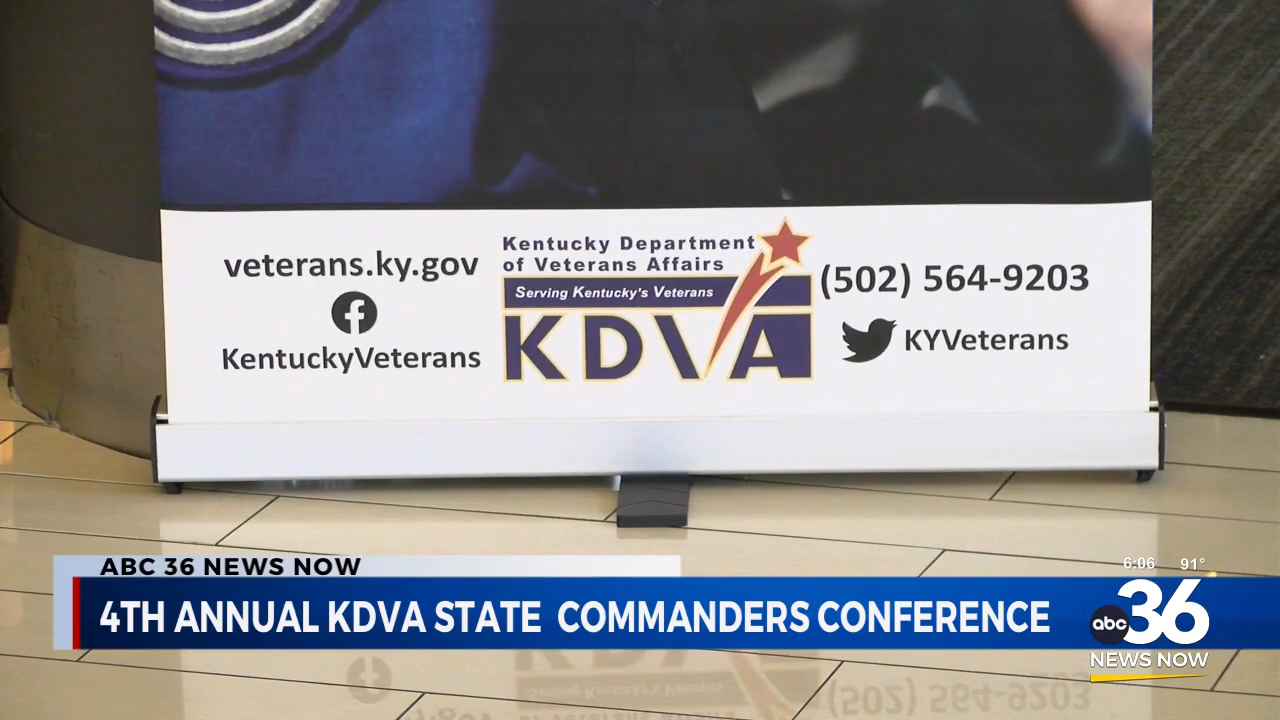 veterans.ky.gov
KentuckyVeterans
Kentucky Department
of Veterans Affairs
Serving Kentucky's Veterans
KDVA
(502) 564-9203
KYVeterans
ABC 36 NEWS NOW
4TH ANNUAL KDVA STATE COMMANDERS CONFERENCE
6:06 91°
abc 36
NEWS NOW